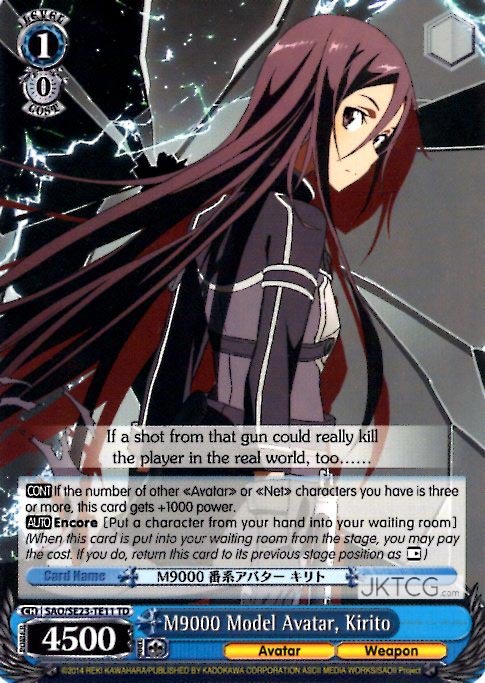 LEVEL
1
0
COST
If a shot from that gun could really kill
the player in the real world, too......
CONT If the number of other «Avatar» or «Net» characters you have is three
or more, this card gets +1000 power.
AUTO Encore [Put a character from your hand into your waiting room]
(When this card is put into your waiting room from the stage, you may pay
the cost. If you do, return this card to its previous stage position as )
Card Name M9000 番系アバター キリト
JKTCG.com
CH SAO/SE23-TE11 TD
M9000 Model Avatar, Kirito
POWER 4500 SOUL
Avatar Weapon
©2014 REKI KAWAHARA/PUBLISHED BY KADOKAWA CORPORATION ASCII MEDIA WORKS/SAOII Project